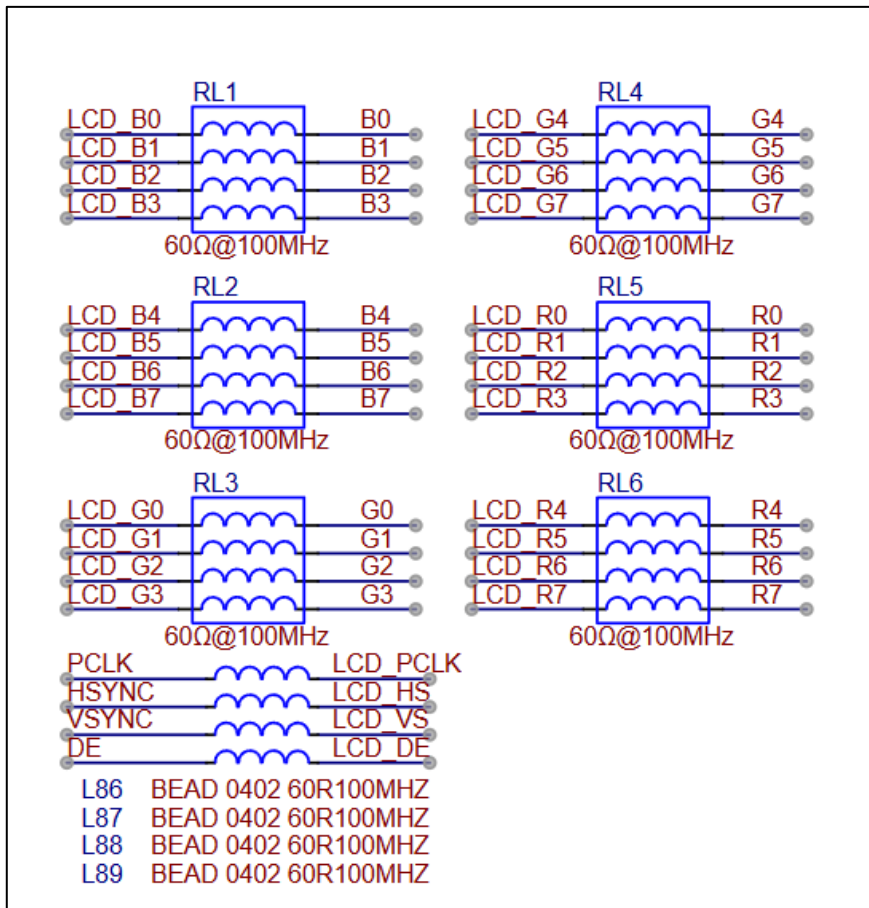 RL1
LCD_B0 B0
LCD_B1 B1
LCD_B2 B2
LCD_B3 B3
60Ω@100MHz
RL4
LCD_G4 G4
LCD_G5 G5
LCD_G6 G6
LCD_G7 G7
60Ω@100MHz
RL2
LCD_B4 B4
LCD_B5 B5
LCD_B6 B6
LCD_B7 B7
60Ω@100MHz
RL5
LCD_R0 R0
LCD_R1 R1
LCD_R2 R2
LCD_R3 R3
60Ω@100MHz
RL3
LCD_G0 G0
LCD_G1 G1
LCD_G2 G2
LCD_G3 G3
60Ω@100MHz
RL6
LCD_R4 R4
LCD_R5 R5
LCD_R6 R6
LCD_R7 R7
60Ω@100MHz
PCLK LCD_PCLK
HSYNC LCD_HS
VSYNC LCD_VS
DE LCD_DE
L86 BEAD 0402 60R100MHZ
L87 BEAD 0402 60R100MHZ
L88 BEAD 0402 60R100MHZ
L89 BEAD 0402 60R100MHZ